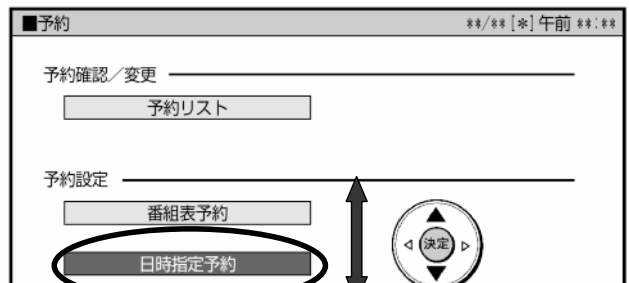 ■予約 **/**[*]午前 **:**
予約確認/変更
予約リスト
予約設定
番組表予約
日時指定予約
決定